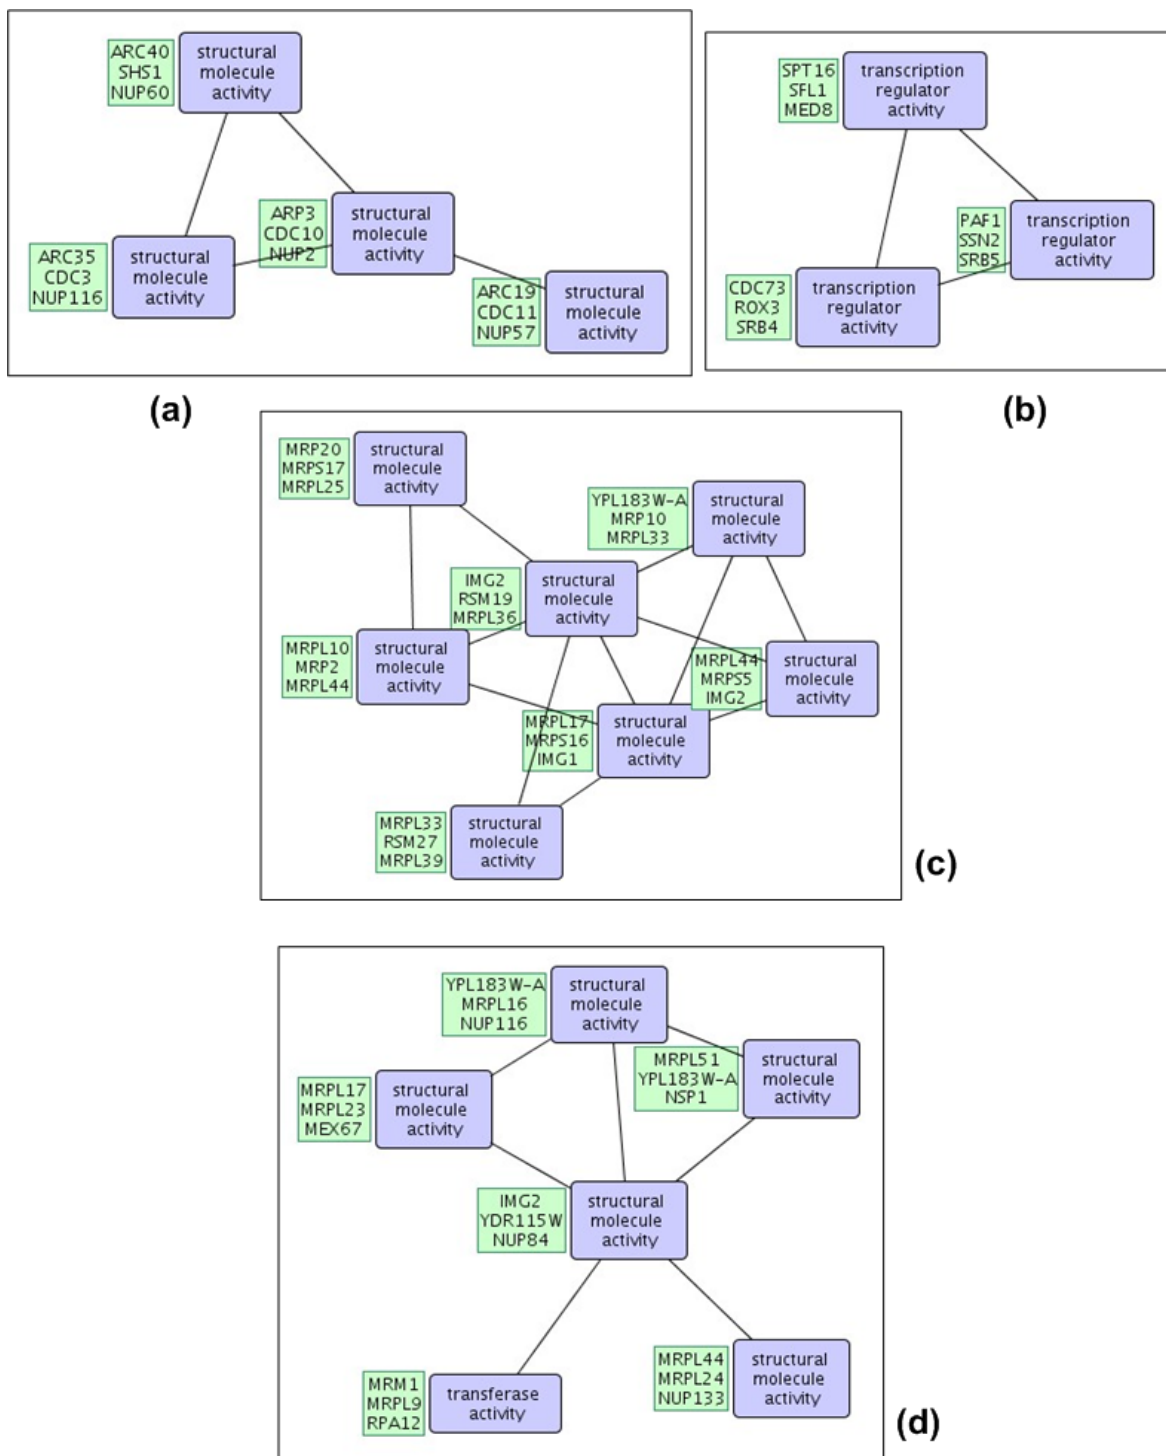 ARC40
SHS1
NUP60
structural
molecule
activity
ARP3
CDC10
NUP2
structural
molecule
activity
ARC35
CDC3
NUP116
structural
molecule
activity
ARC19
CDC11
NUP57
structural
molecule
activity
(a)
SPT16
SFL1
MED8
transcription
regulator
activity
PAF1
SSN2
SRB5
transcription
regulator
activity
CDC73
ROX3
SRB4
transcription
regulator
activity
(b)
MRP20
MRPS17
MRPL25
structural
molecule
activity
YPL183W-A
MRP10
MRPL33
structural
molecule
activity
IMG2
RSM19
MRPL36
structural
molecule
activity
MRPL10
MRP2
MRPL44
structural
molecule
activity
MRPL44
MRPS5
IMG2
structural
molecule
activity
MRPL17
MRPS16
IMG1
structural
molecule
activity
MRPL33
RSM27
MRPL39
structural
molecule
activity
(c)
YPL183W-A
MRPL16
NUP116
structural
molecule
activity
MRPL51
YPL183W-A
NSP1
structural
molecule
activity
MRPL17
MRPL23
MEX67
structural
molecule
activity
IMG2
YDR115W
NUP84
structural
molecule
activity
MRPL44
MRPL24
NUP133
structural
molecule
activity
MRM1
MRPL9
RPA12
transferase
activity
(d)